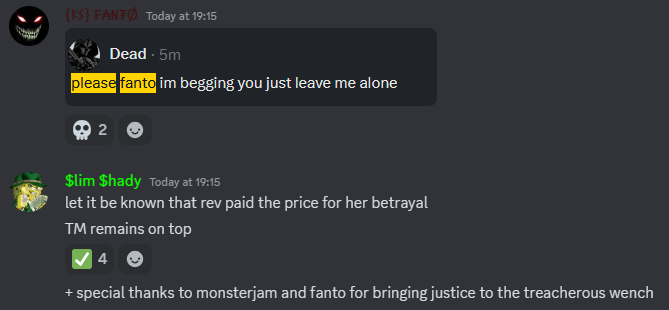 {KS} FANTØ Today at 19:15
Dead · 5m
please fanto im begging you just leave me alone
2
$lim $hady Today at 19:15
let it be known that rev paid the price for her betrayal
TM remains on top
4
+ special thanks to monsterjam and fanto for bringing justice to the treacherous wench